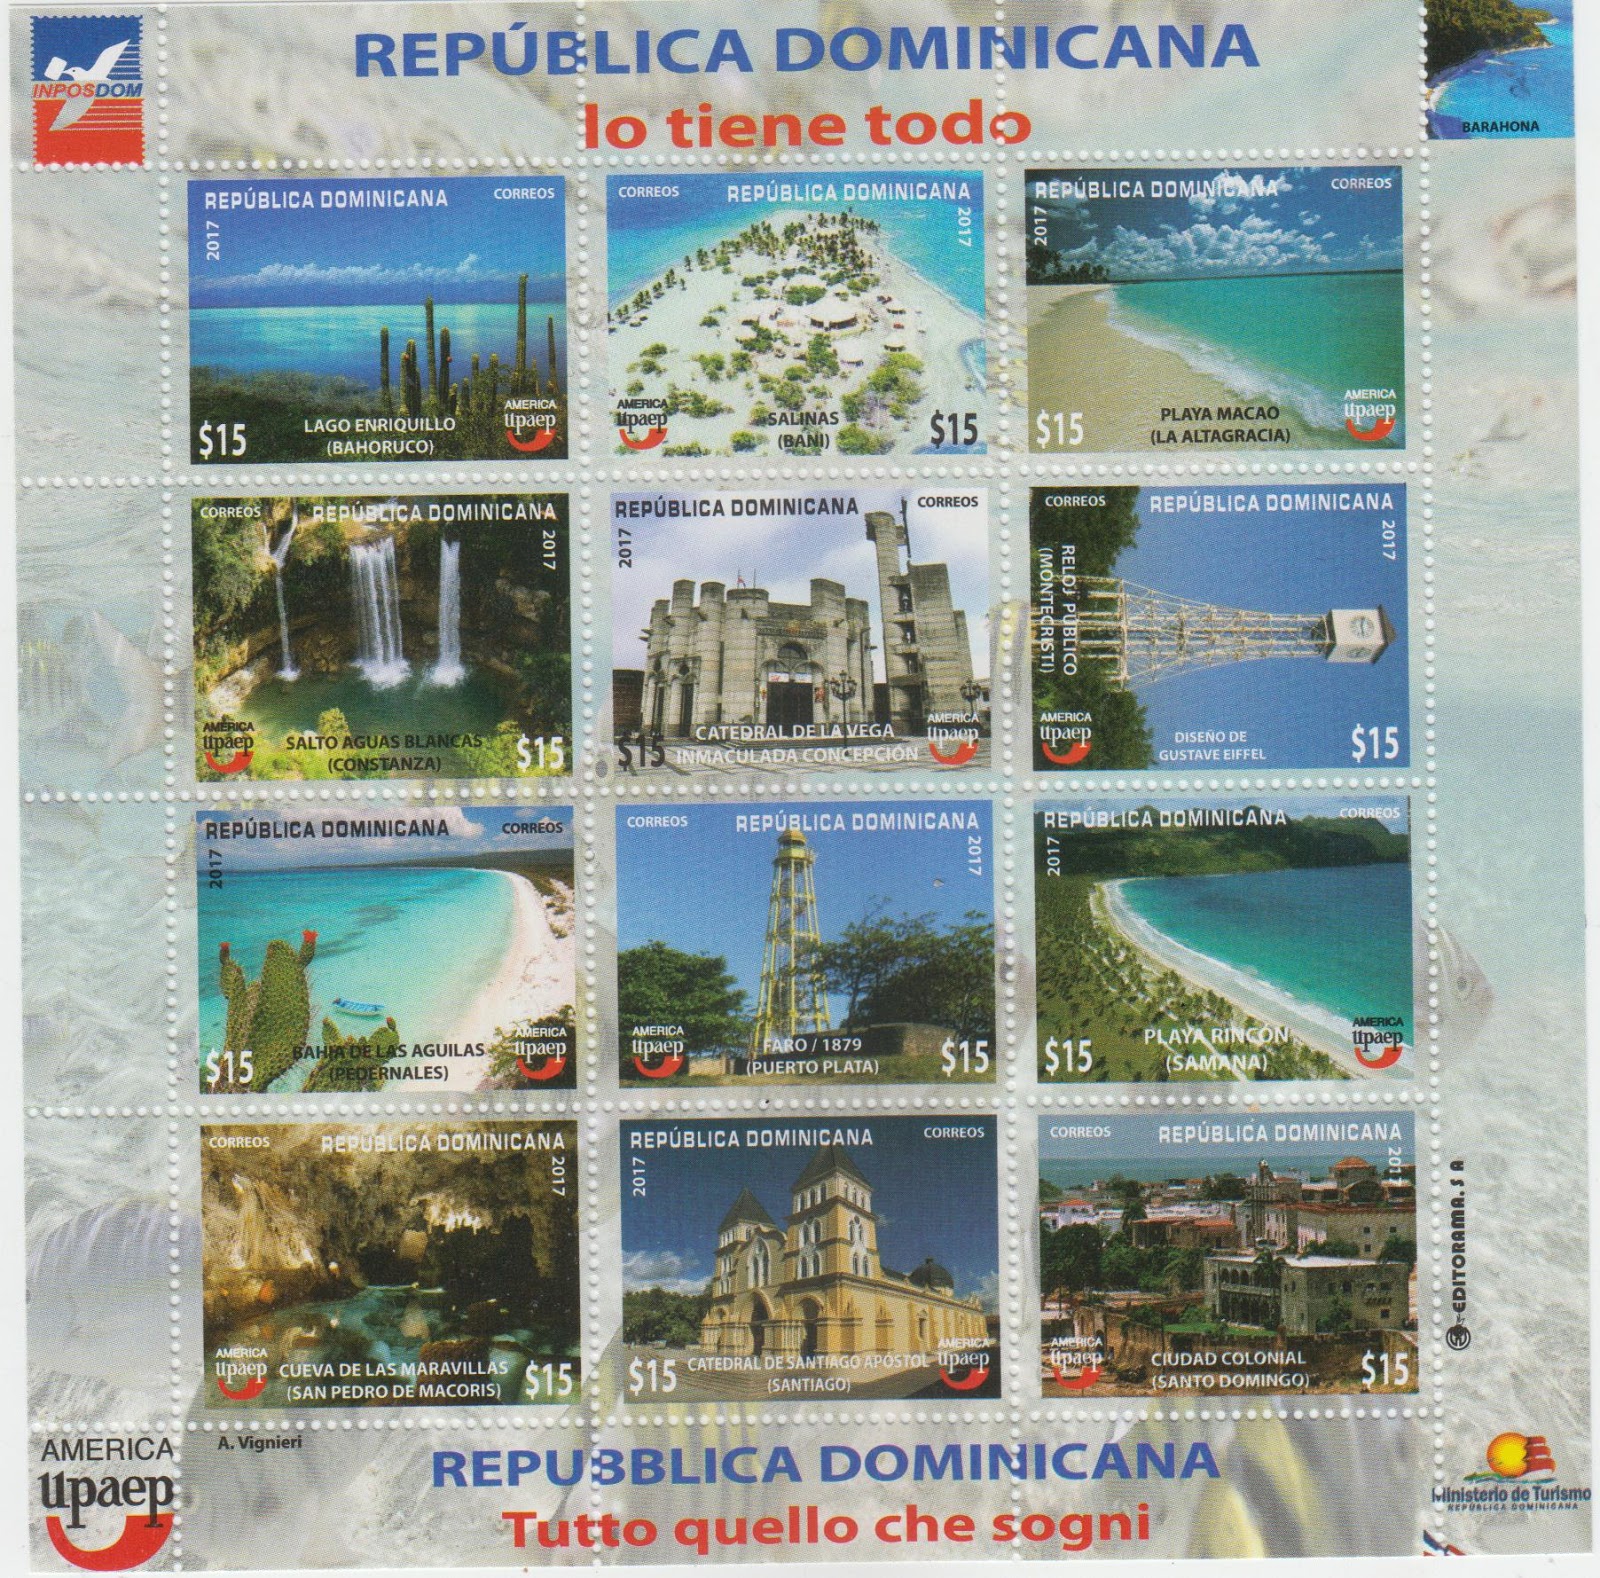 INPOSDOM
REPÚBLICA DOMINICANA
lo tiene todo
BARAHONA
REPÚBLICA DOMINICANA
CORREOS
2017
$15
LAGO ENRIQUILLO
(BAHORUCO)
AMERICA
upaep
CORREOS
REPÚBLICA DOMINICANA
2017
AMERICA
upaep
SALINAS
(BANI)
$15
REPÚBLICA DOMINICANA
CORREOS
2017
$15
PLAYA MACAO
(LA ALTAGRACIA)
AMERICA
upaep
CORREOS
REPÚBLICA DOMINICANA
2017
AMERICA
upaep
SALTO AGUAS BLANCAS
(CONSTANZA)
$15
REPÚBLICA DOMINICANA
CORREOS
2017
$15
CATEDRAL DE LA VEGA
INMACULADA CONCEPCIÓN
AMERICA
upaep
CORREOS
REPÚBLICA DOMINICANA
2017
RELOJ PÚBLICO
(MONTECRISTI)
AMERICA
upaep
DISEÑO DE
GUSTAVE EIFFEL
$15
REPÚBLICA DOMINICANA
CORREOS
2017
$15
BAHIA DE LAS AGUILAS
(PEDERNALES)
AMERICA
upaep
CORREOS
REPÚBLICA DOMINICANA
2017
AMERICA
upaep
FARO / 1879
(PUERTO PLATA)
$15
REPÚBLICA DOMINICANA
CORREOS
2017
$15
PLAYA RINCÓN
(SAMANA)
AMERICA
upaep
CORREOS
REPÚBLICA DOMINICANA
2017
AMERICA
upaep
CUEVA DE LAS MARAVILLAS
(SAN PEDRO DE MACORIS)
$15
REPÚBLICA DOMINICANA
CORREOS
2017
$15
CATEDRAL DE SANTIAGO APÓSTOL
(SANTIAGO)
AMERICA
upaep
CORREOS
REPÚBLICA DOMINICANA
2017
AMERICA
upaep
CIUDAD COLONIAL
(SANTO DOMINGO)
$15
EDITORAMA. S A
AMERICA
upaep
A. Vignieri
REPUBBLICA DOMINICANA
Tutto quello che sogni
Ministerio de Turismo
REPÚBLICA DOMINICANA